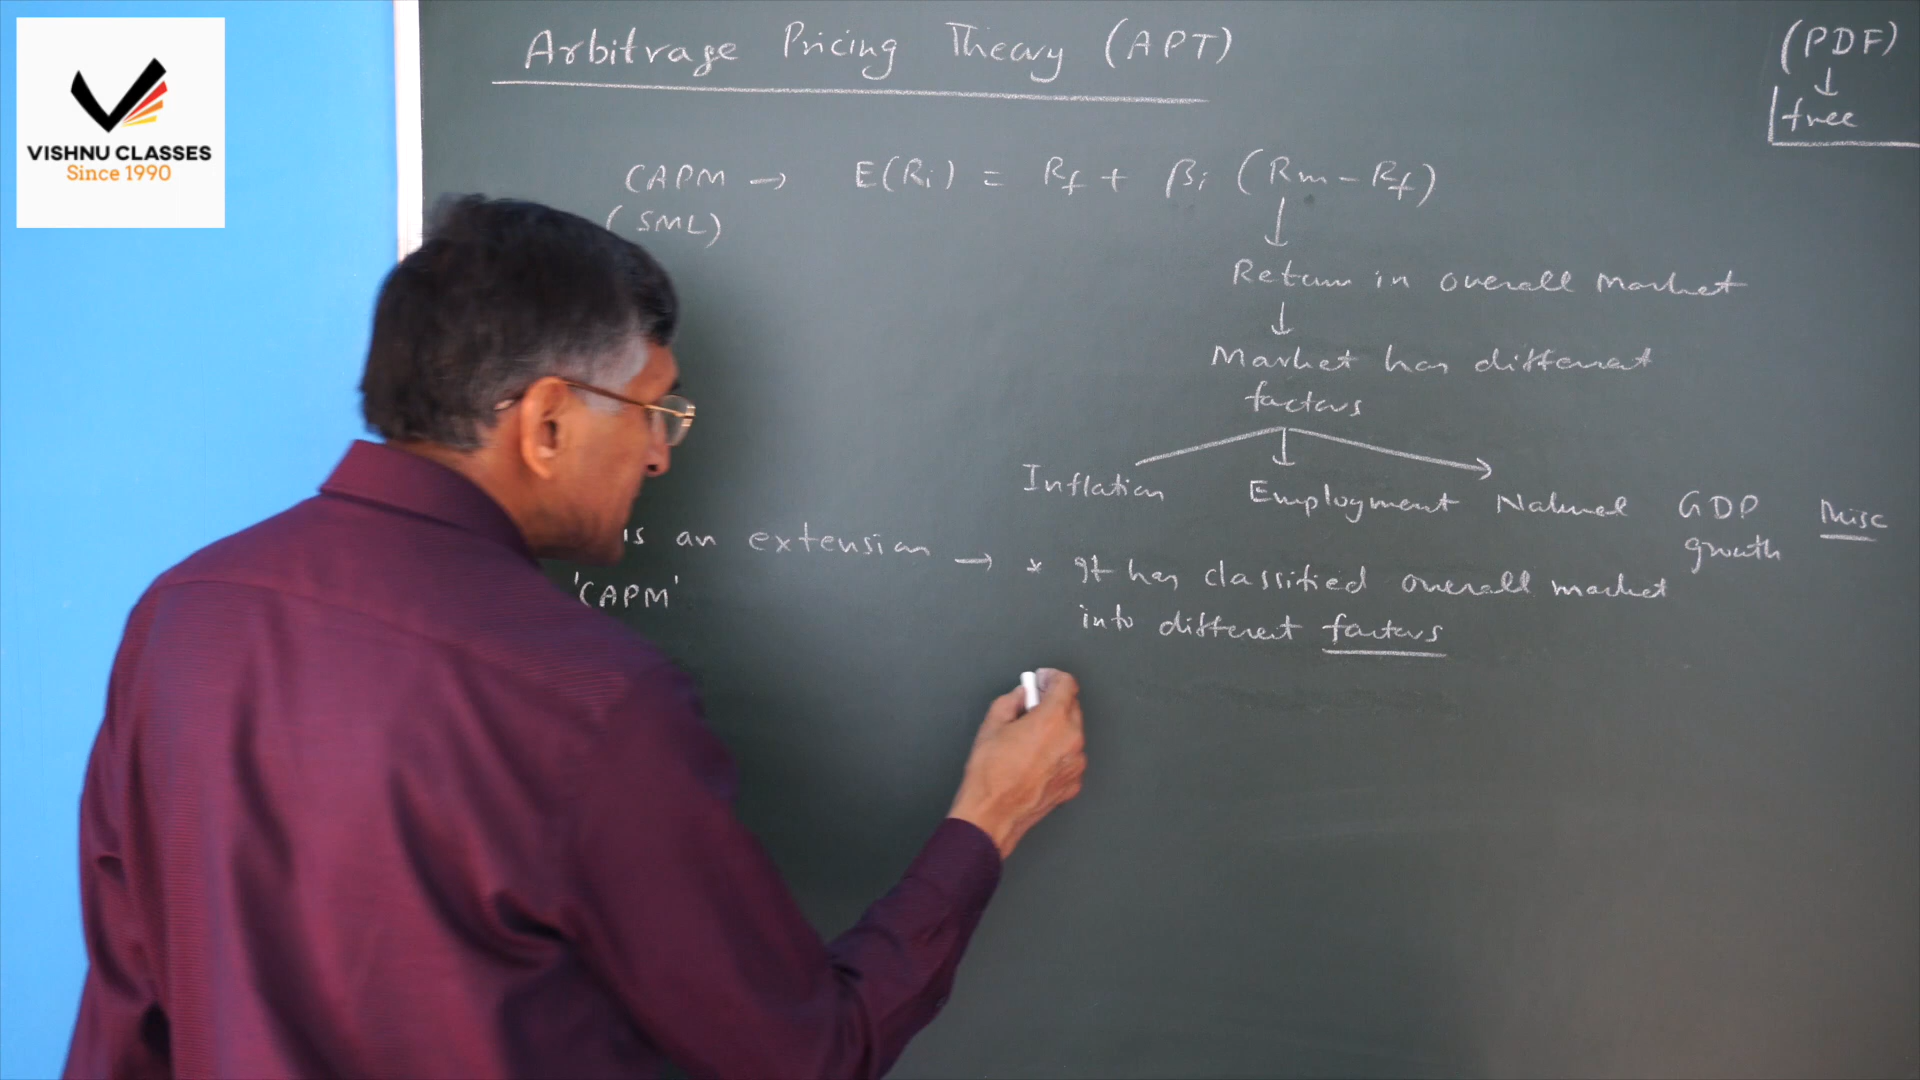 VISHNU CLASSES
Since 1990
Arbitrage Pricing Theory (APT)
(PDF)
↓
free
CAPM → E(Ri) = Rf + βi (Rm - Rf)
(SML)
↓
Return in overall market
↓
Market has different
factors
Inflation Employment Natural GDP growth Misc
is an extension → * It has classified overall market
'CAPM'
into different factors